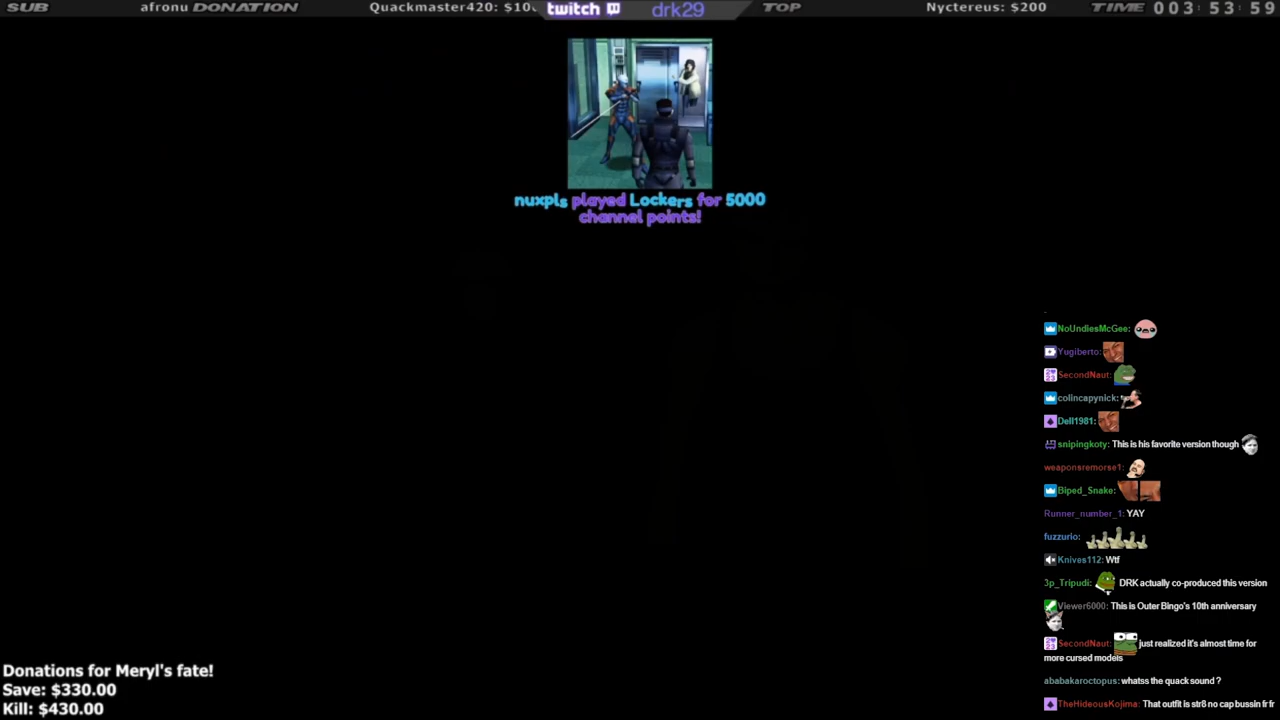 SUB afronu DONATION Quackmaster420: $10 twitch drk29 TOP Nyctereus: $200 TIME 003:53:59
nuxpls played Lockers for 5000
channel points!
NoUndiesMcGee:
Yugiberto:
SecondNaut:
colincapynick:
Dell1981:
snipingkoty: This is his favorite version though
weaponsremorse1:
Biped_Snake:
Runner_number_1: YAY
fuzzurio:
Knives112: Wtf
3p_Tripudi: DRK actually co-produced this version
Viewer6000: This is Outer Bingo's 10th anniversary
SecondNaut: just realized it's almost time for
more cursed models
ababakaroctopus: whatss the quack sound ?
TheHideousKojima: That outfit is str8 no cap bussin fr fr
Donations for Meryl's fate!
Save: $330.00
Kill: $430.00